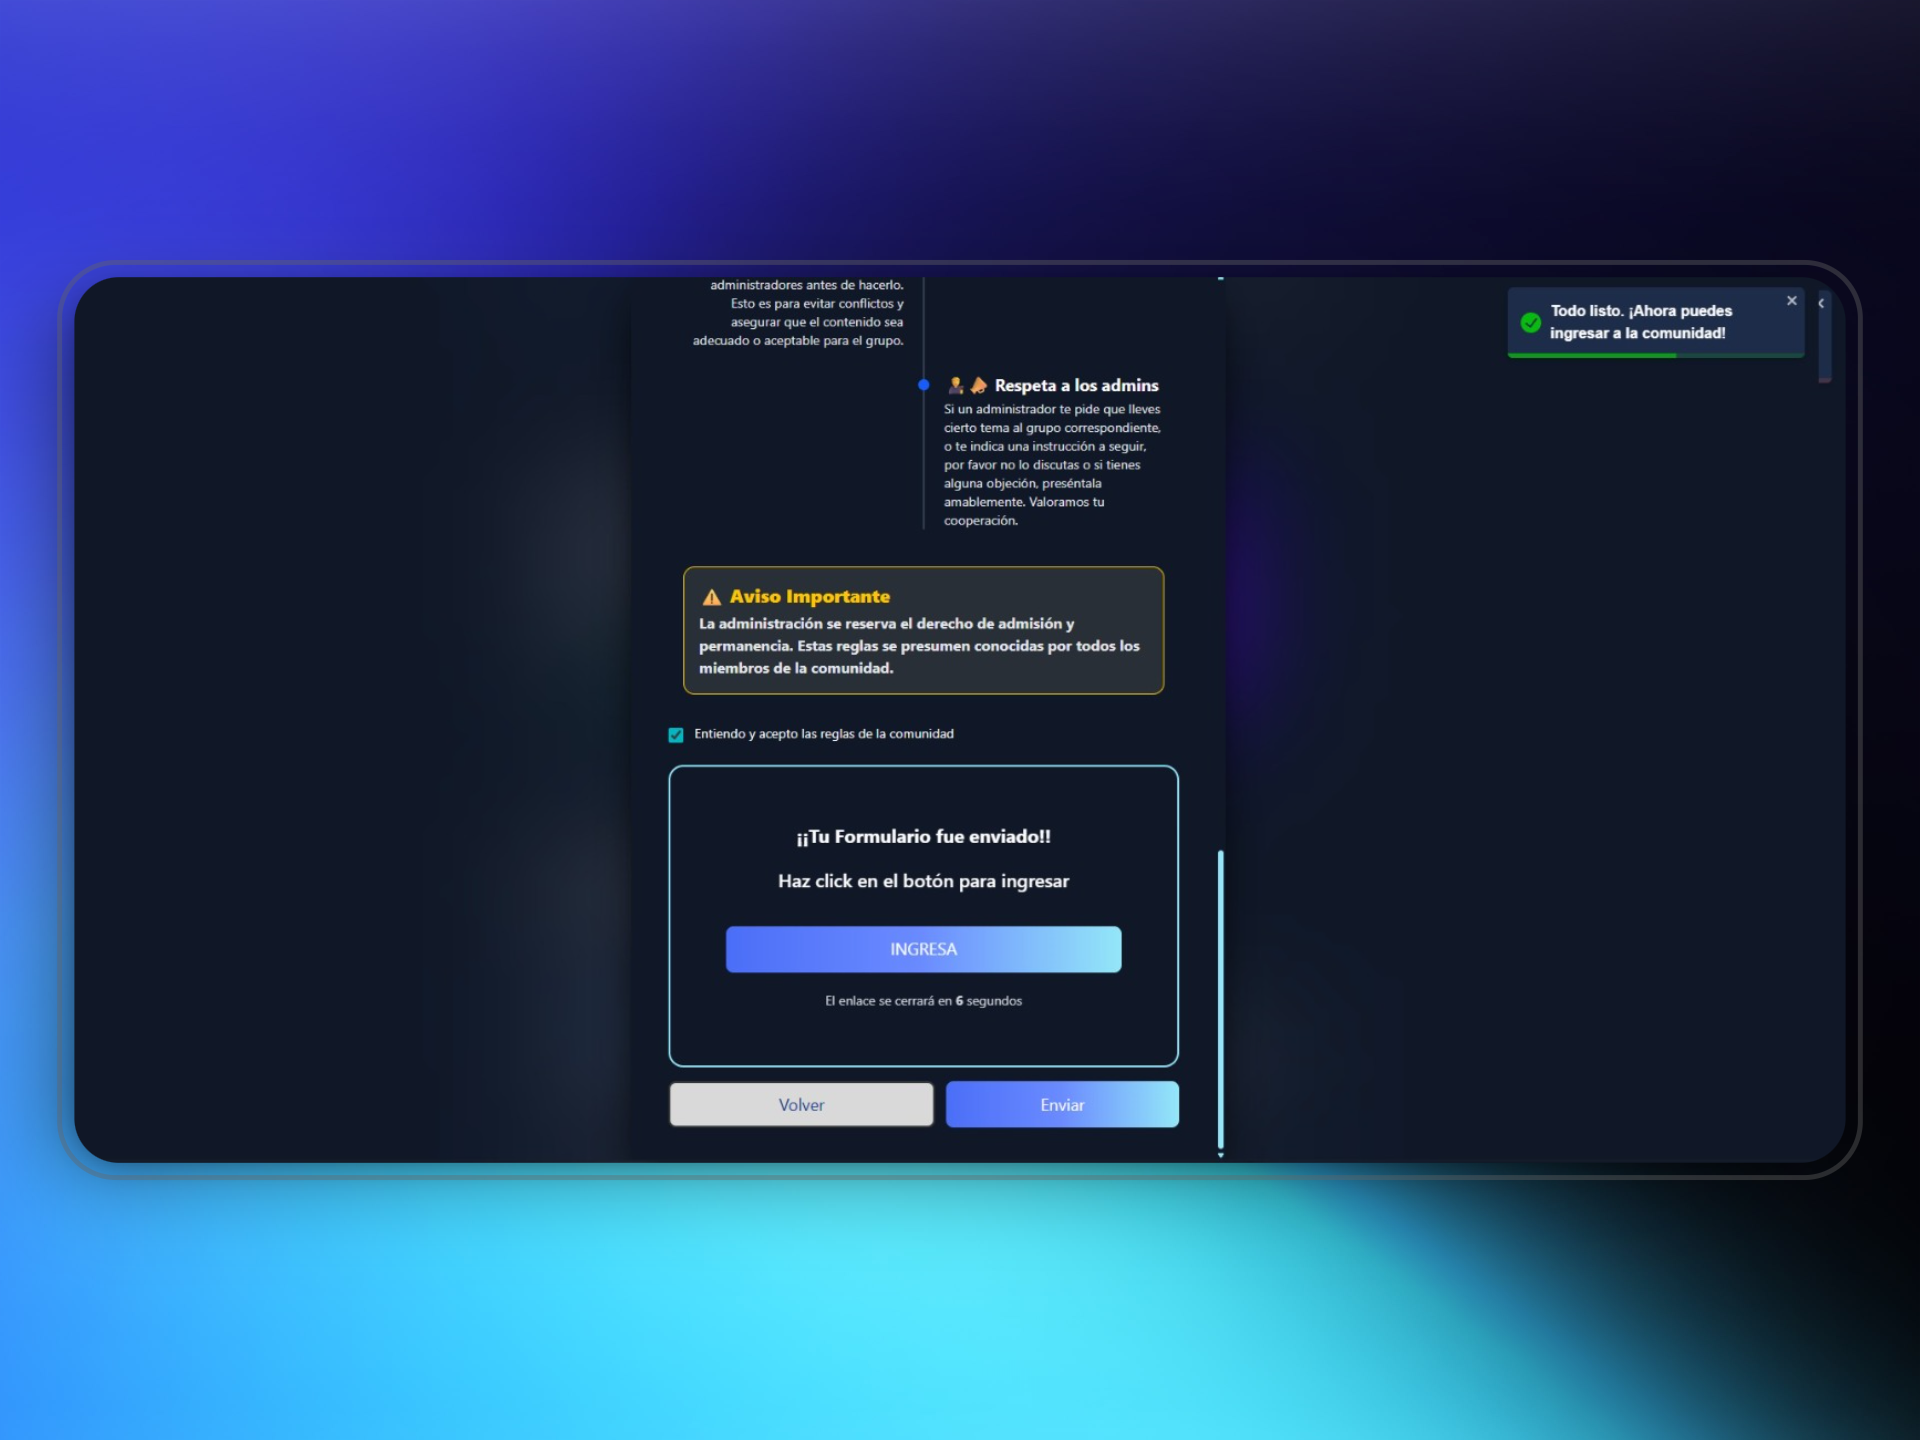 administradores antes de hacerlo.
Esto es para evitar conflictos y
asegurar que el contenido sea
adecuado o aceptable para el grupo.
Todo listo. ¡Ahora puedes
ingresar a la comunidad!
Respeta a los admins
Si un administrador te pide que lleves
cierto tema al grupo correspondiente,
o te indica una instrucción a seguir,
por favor no lo discutas o si tienes
alguna objeción, preséntala
amablemente. Valoramos tu
cooperación.
Aviso Importante
La administración se reserva el derecho de admisión y
permanencia. Estas reglas se presumen conocidas por todos los
miembros de la comunidad.
Entiendo y acepto las reglas de la comunidad
¡¡Tu Formulario fue enviado!!
Haz click en el botón para ingresar
INGRESA
El enlace se cerrará en 6 segundos
Volver
Enviar